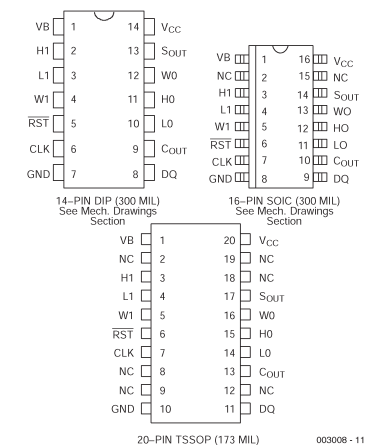 VB 1 14 VCC
H1 2 13 SOUT
L1 3 12 W0
W1 4 11 H0
RST 5 10 L0
CLK 6 9 COUT
GND 7 8 DQ
14–PIN DIP (300 MIL)
See Mech. Drawings
Section
VB 1 16 VCC
NC 2 15 NC
H1 3 14 SOUT
L1 4 13 WO
W1 5 12 HO
RST 6 11 LO
CLK 7 10 COUT
GND 8 9 DQ
16–PIN SOIC (300 MIL)
See Mech. Drawings
Section
VB 1 20 VCC
NC 2 19 NC
H1 3 18 NC
L1 4 17 SOUT
W1 5 16 W0
RST 6 15 H0
CLK 7 14 L0
NC 8 13 COUT
NC 9 12 NC
GND 10 11 DQ
20–PIN TSSOP (173 MIL)
003008 - 11